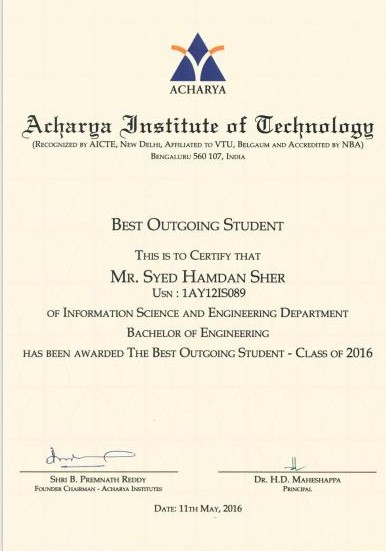 ACHARYA
Acharya Institute of Technology
(Recognized by AICTE, New Delhi, Affiliated to VTU, Belgaum and Accredited by NBA)
Bengaluru 560 107, India
Best Outgoing Student
This is to Certify that
Mr. Syed Hamdan Sher
Usn : 1AY12IS089
of Information Science and Engineering Department
Bachelor of Engineering
has been awarded The Best Outgoing Student - Class of 2016
Shri B. Premnath Reddy
Founder Chairman - Acharya Institutes
Dr. H.D. Maheshappa
Principal
Date: 11th May, 2016